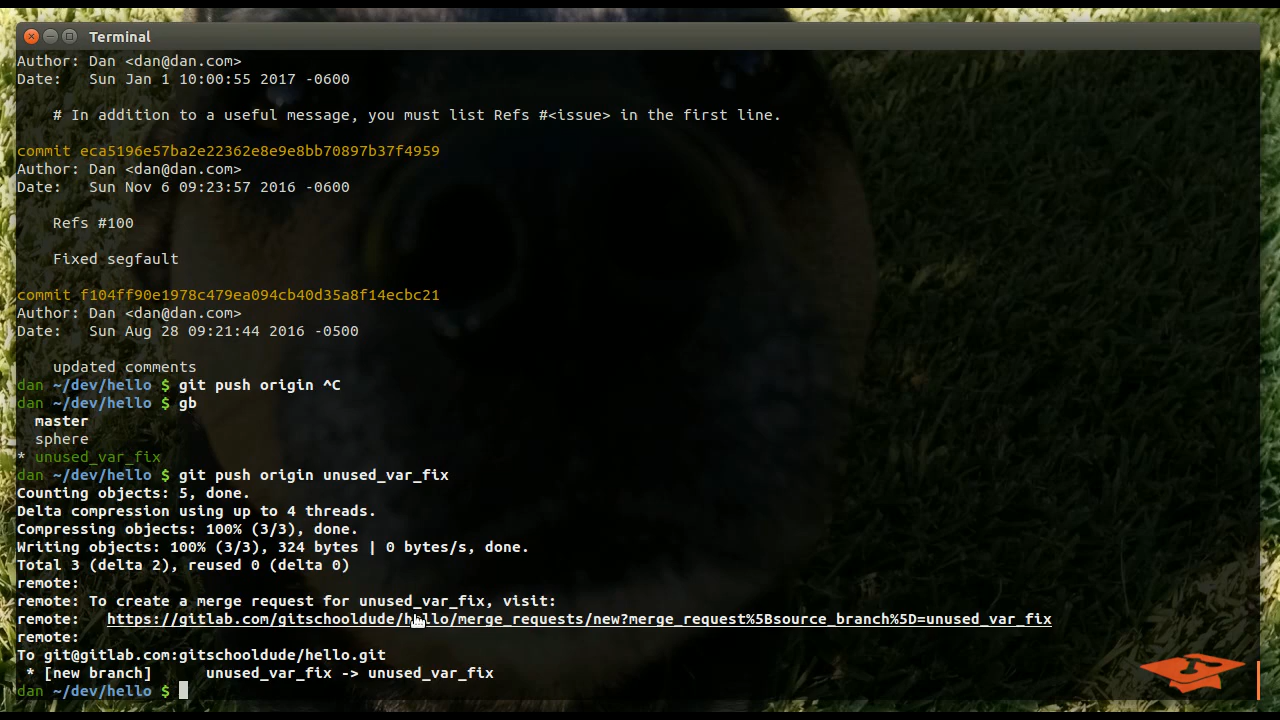 Terminal
Author: Dan <dan@dan.com>
Date:   Sun Jan 1 10:00:55 2017 -0600
# In addition to a useful message, you must list Refs #<issue> in the first line.
commit eca5196e57ba2e22362e8e9e8bb70897b37f4959
Author: Dan <dan@dan.com>
Date:   Sun Nov 6 09:23:57 2016 -0600
Refs #100
Fixed segfault
commit f104ff90e1978c479ea094cb40d35a8f14ecbc21
Author: Dan <dan@dan.com>
Date:   Sun Aug 28 09:21:44 2016 -0500
updated comments
dan ~/dev/hello $ git push origin ^C
dan ~/dev/hello $ gb
master
sphere
* unused_var_fix
dan ~/dev/hello $ git push origin unused_var_fix
Counting objects: 5, done.
Delta compression using up to 4 threads.
Compressing objects: 100% (3/3), done.
Writing objects: 100% (3/3), 324 bytes | 0 bytes/s, done.
Total 3 (delta 2), reused 0 (delta 0)
remote:
remote: To create a merge request for unused_var_fix, visit:
remote:   https://gitlab.com/gitschooldude/hello/merge_requests/new?merge_request%5Bsource_branch%5D=unused_var_fix
remote:
To git@gitlab.com:gitschooldude/hello.git
* [new branch]      unused_var_fix -> unused_var_fix
dan ~/dev/hello $